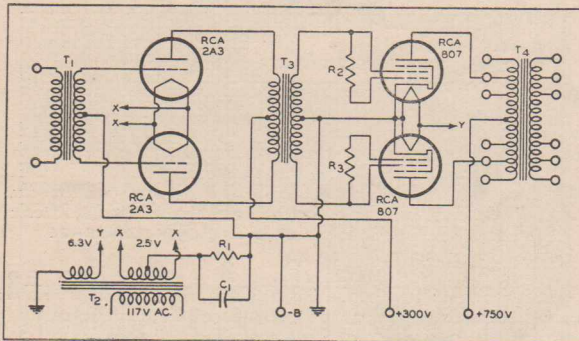 T1
RCA
2A3
X
X
RCA
2A3
T3
R2
R3
RCA
807
Y
RCA
807
T4
6.3V
Y
X
2.5V
X
R1
C1
T2
117V AC.
-B
+300V
+750V